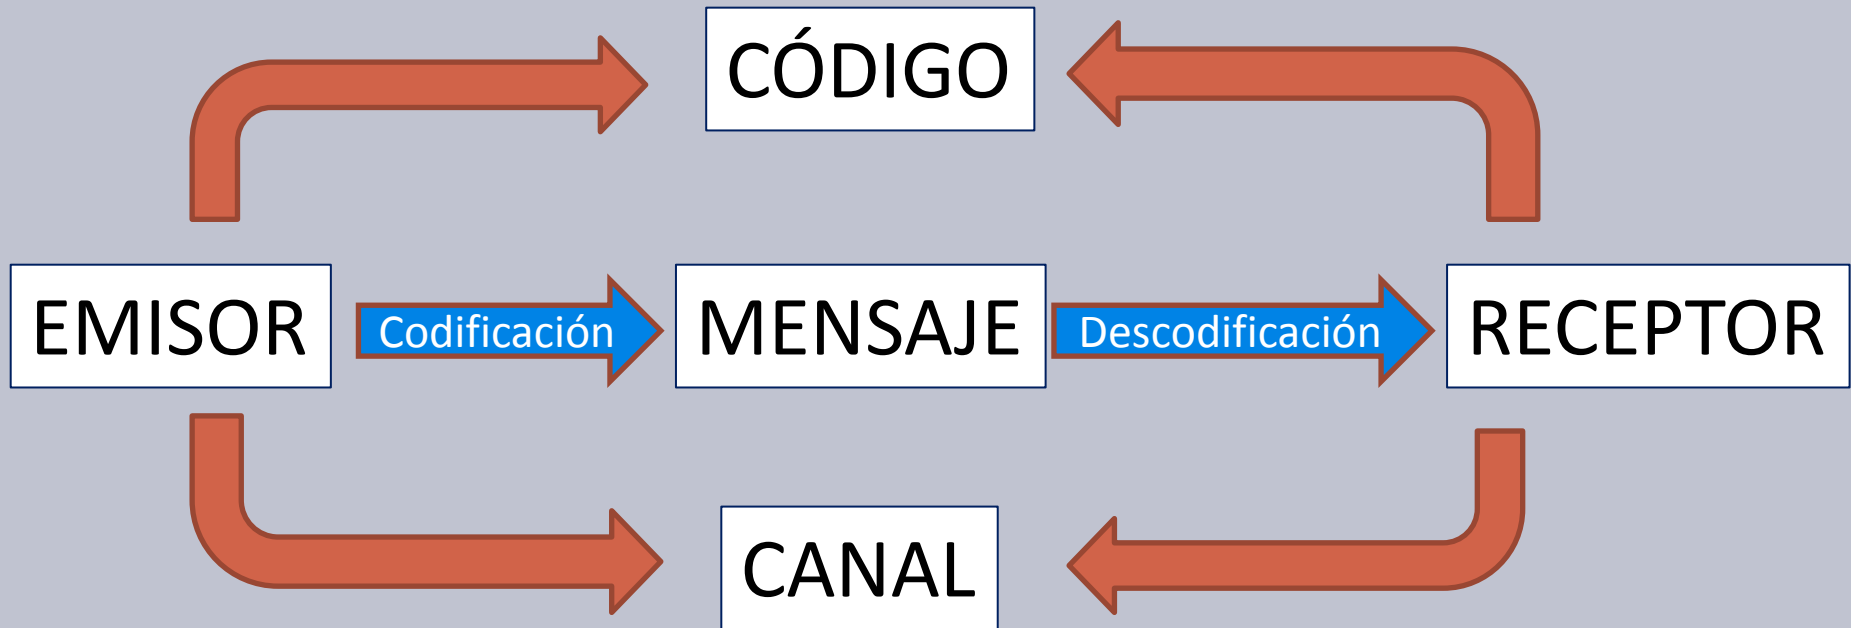 CÓDIGO
EMISOR
Codificación
MENSAJE
Descodificación
RECEPTOR
CANAL